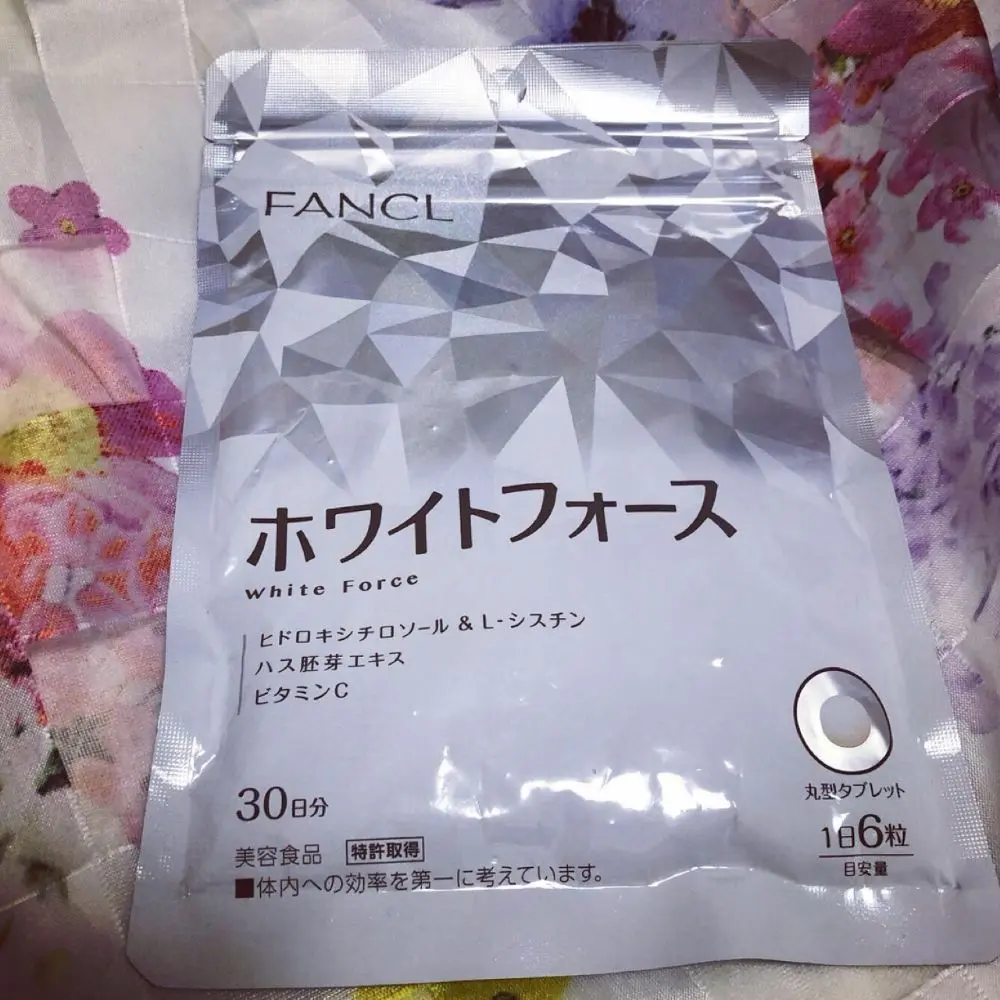 FANCL
ホワイトフォース
White Force
ヒドロキシチロソール & L-シスチン
ハス胚芽エキス
ビタミンC
30日分
美容食品 特許取得
■体内への効率を第一に考えています。
丸型タブレット
1日6粒
目安量